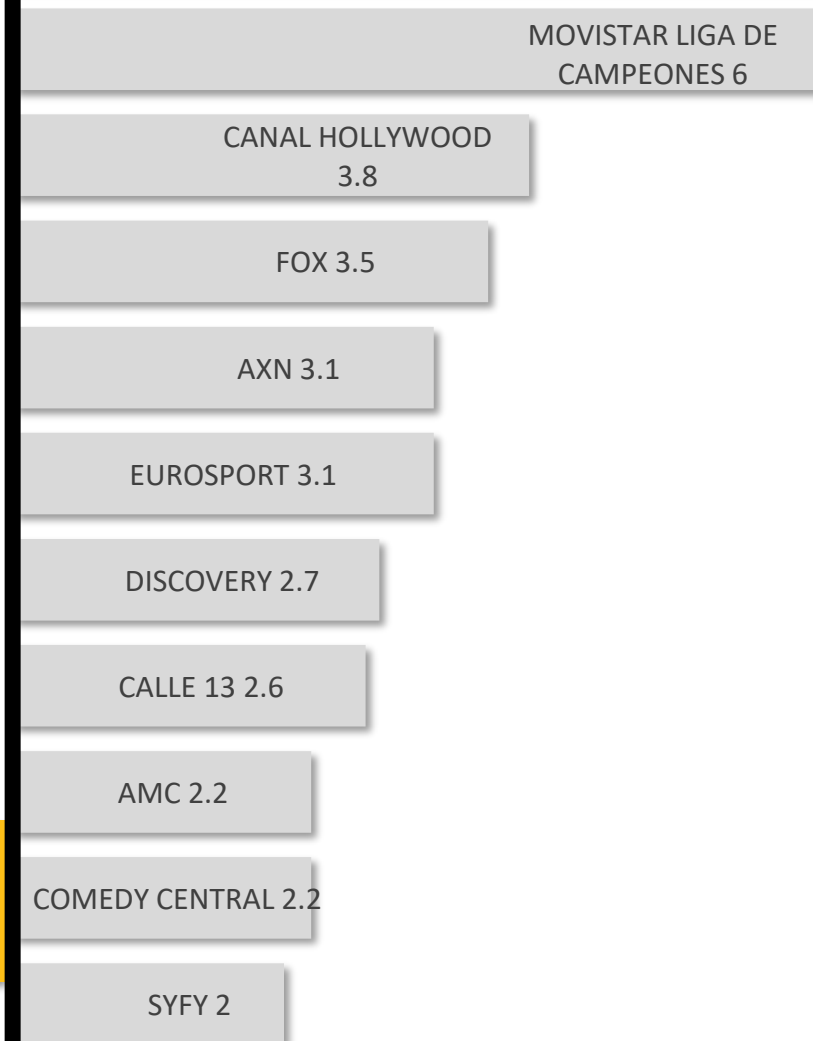 MOVISTAR LIGA DE
CAMPEONES 6
CANAL HOLLYWOOD
3.8
FOX 3.5
AXN 3.1
EUROSPORT 3.1
DISCOVERY 2.7
CALLE 13 2.6
AMC 2.2
COMEDY CENTRAL 2.2
SYFY 2